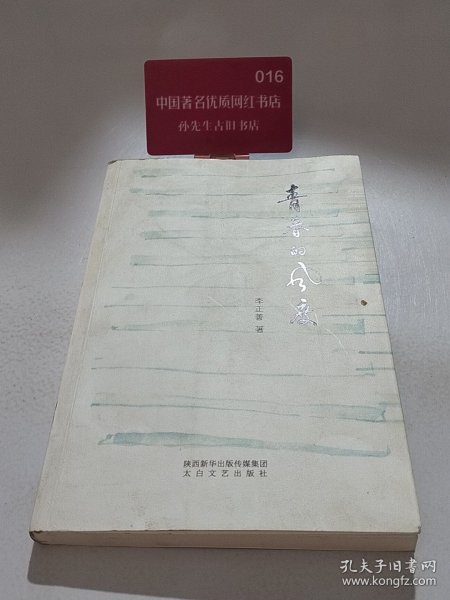 016
中国著名优质网红书店
孙先生古旧书店
青春的风度
李正善 著
陕西新华出版传媒集团
太白文艺出版社
孔夫子旧书网
www.kongfz.com